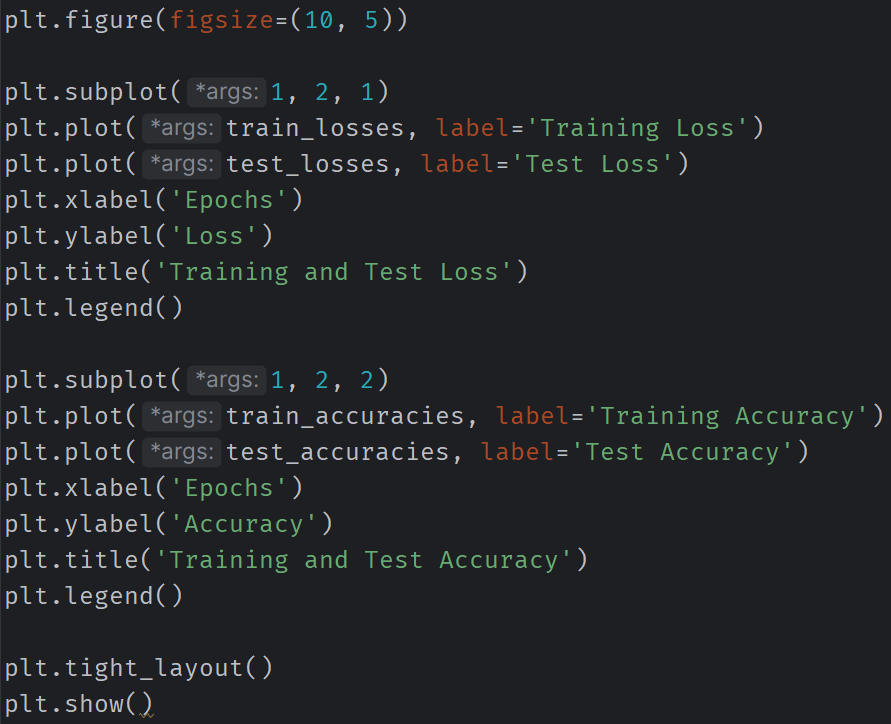 plt.figure(figsize=(10, 5))
plt.subplot( *args: 1, 2, 1)
plt.plot( *args: train_losses, label='Training Loss')
plt.plot( *args: test_losses, label='Test Loss')
plt.xlabel('Epochs')
plt.ylabel('Loss')
plt.title('Training and Test Loss')
plt.legend()
plt.subplot( *args: 1, 2, 2)
plt.plot( *args: train_accuracies, label='Training Accuracy')
plt.plot( *args: test_accuracies, label='Test Accuracy')
plt.xlabel('Epochs')
plt.ylabel('Accuracy')
plt.title('Training and Test Accuracy')
plt.legend()
plt.tight_layout()
plt.show()